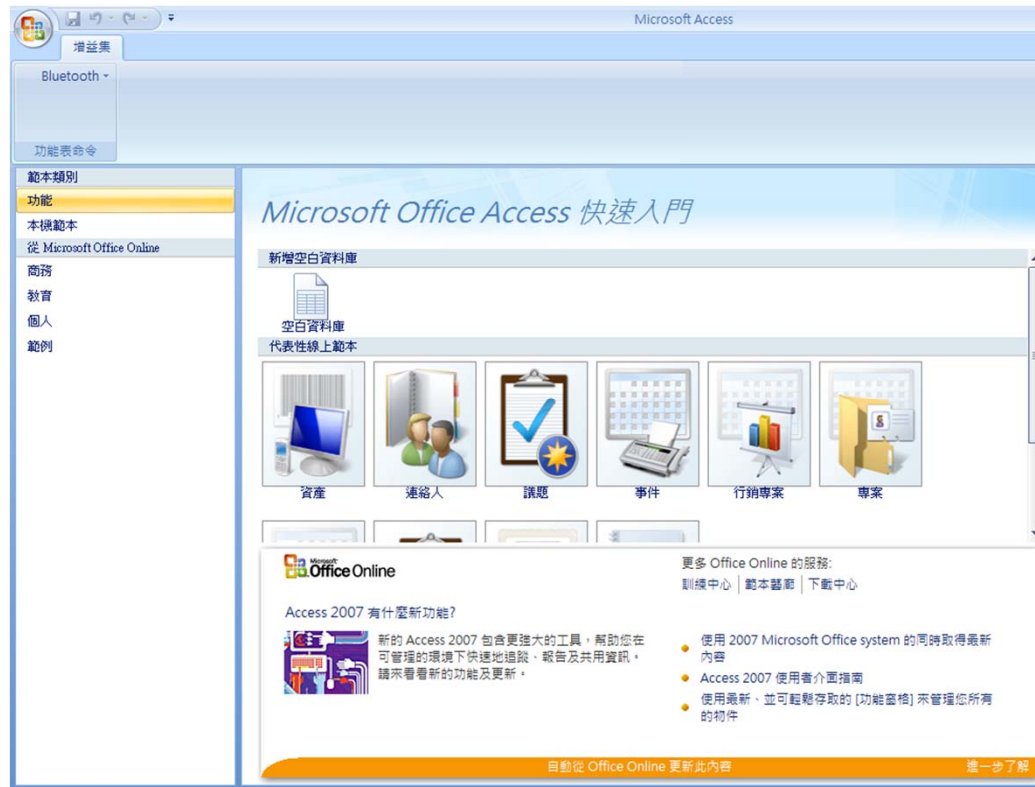 Microsoft Access
增益集
Bluetooth
功能表命令
範本類別
功能
本機範本
從 Microsoft Office Online
商務
教育
個人
範例
Microsoft Office Access 快速入門
新增空白資料庫
空白資料庫
代表性線上範本
資產
連絡人
議題
事件
行銷專案
專案
Microsoft
Office Online
Access 2007 有什麼新功能?
新的 Access 2007 包含更強大的工具，幫助您在
可管理的環境下快速地追蹤、報告及共用資訊。
請來看看新的功能及更新。
更多 Office Online 的服務:
訓練中心 | 範本藝廊 | 下載中心
使用 2007 Microsoft Office system 的同時取得最新
內容
Access 2007 使用者介面指南
使用最新、並可輕鬆存取的 [功能窗格] 來管理您所有
的物件
自動從 Office Online 更新此內容
進一步了解